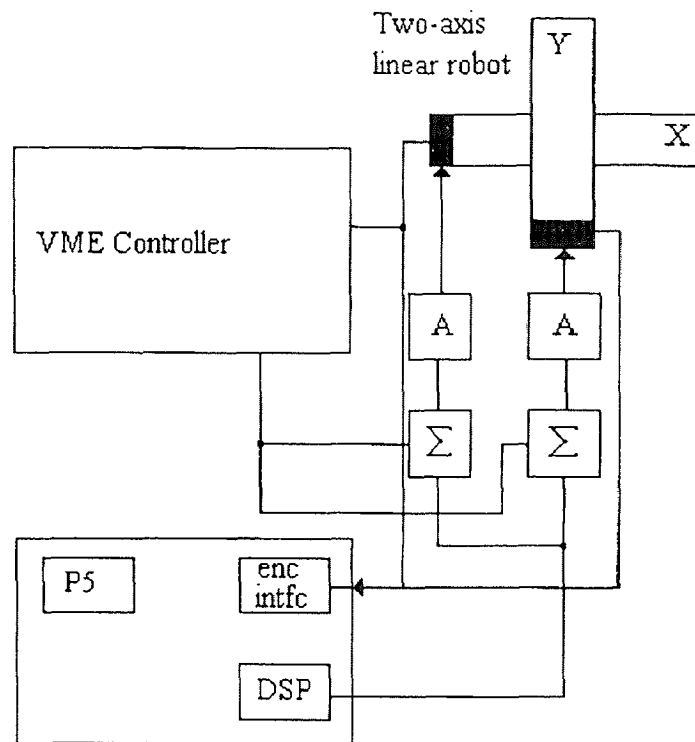 Two-axis
linear robot
Y
X
VME Controller
A
A
Σ
Σ
P5
enc
intfc
DSP